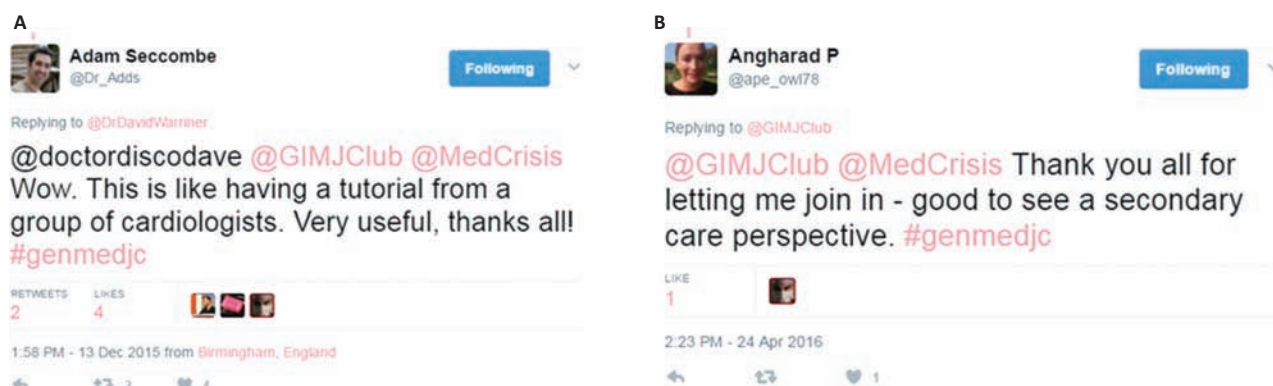 A
Adam Seccombe
@Dr_Adds
Following
Replying to @DrDavidWarriner
@doctordiscodave @GIMJClub @MedCrisis
Wow. This is like having a tutorial from a
group of cardiologists. Very useful, thanks all!
#genmedjc
RETWEETS LIKES
2 4
1:58 PM - 13 Dec 2015 from Birmingham, England
4
B
Angharad P
@ape_owl78
Following
Replying to @GIMJClub
@GIMJClub @MedCrisis Thank you all for
letting me join in - good to see a secondary
care perspective. #genmedjc
LIKE
1
2:23 PM - 24 Apr 2016
1